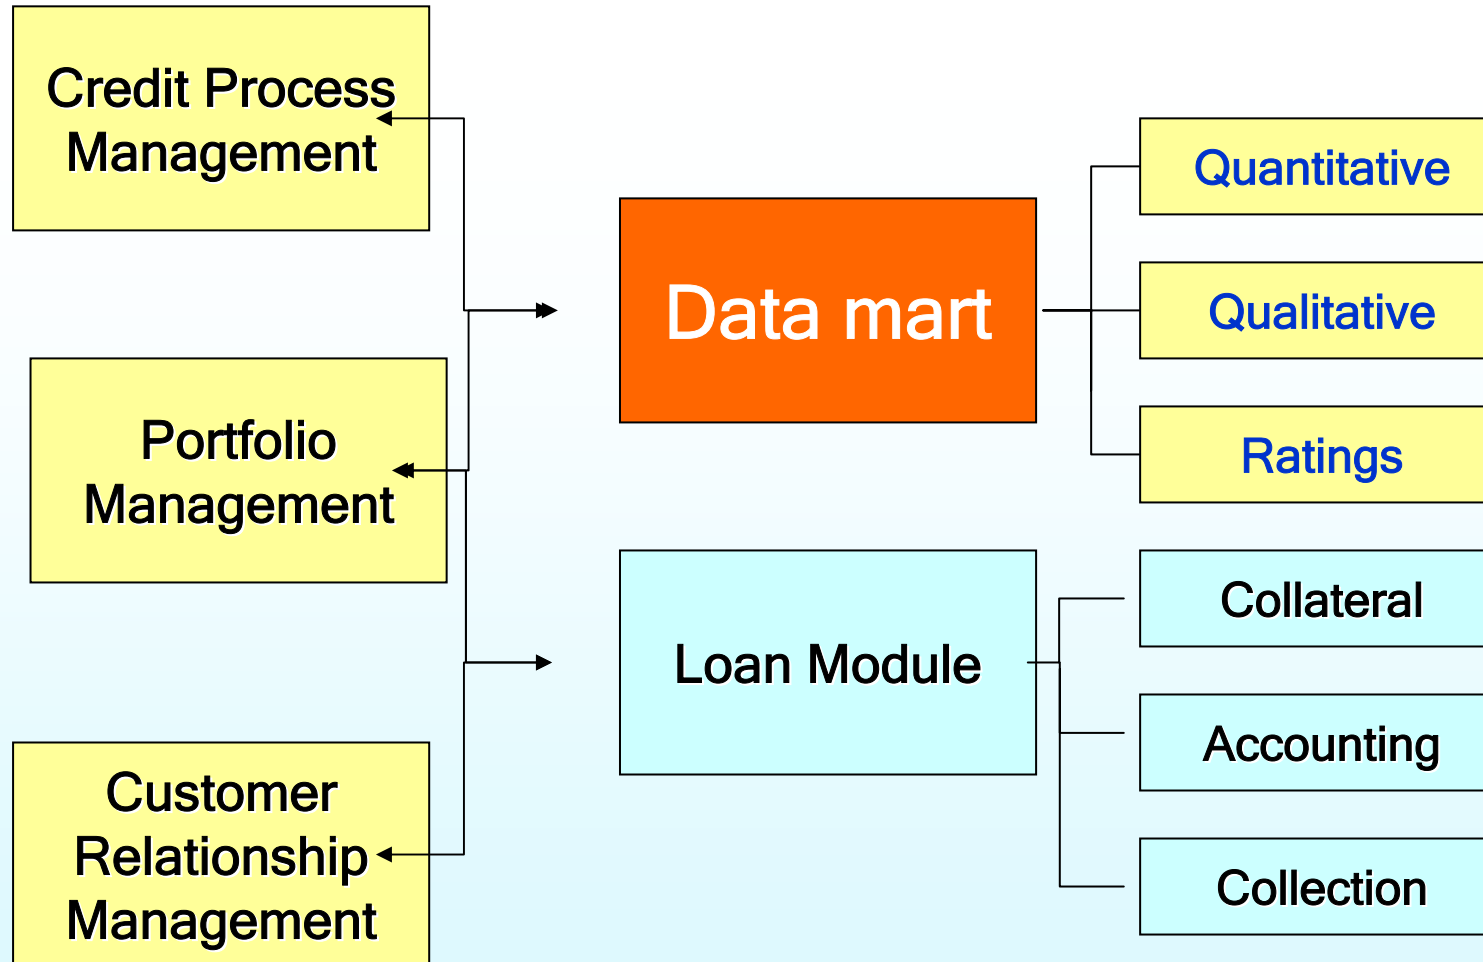 Credit Process
Management
Portfolio
Management
Customer
Relationship
Management
Data mart
Loan Module
Quantitative
Qualitative
Ratings
Collateral
Accounting
Collection